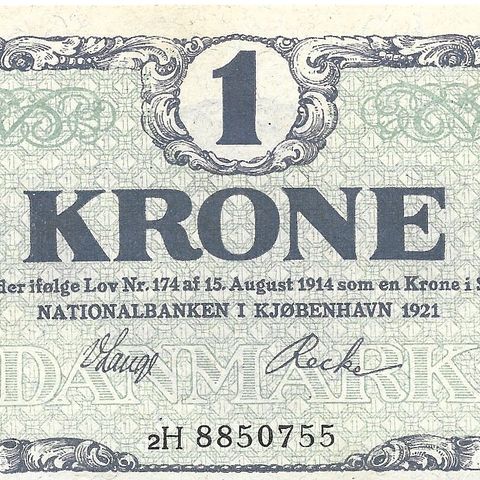 1
KRONE
der ifølge Lov Nr. 174 af 15. August 1914 som en Krone i S
NATIONALBANKEN I KJØBENHAVN 1921
V Lange Recke
DANMARK
2H 8850755